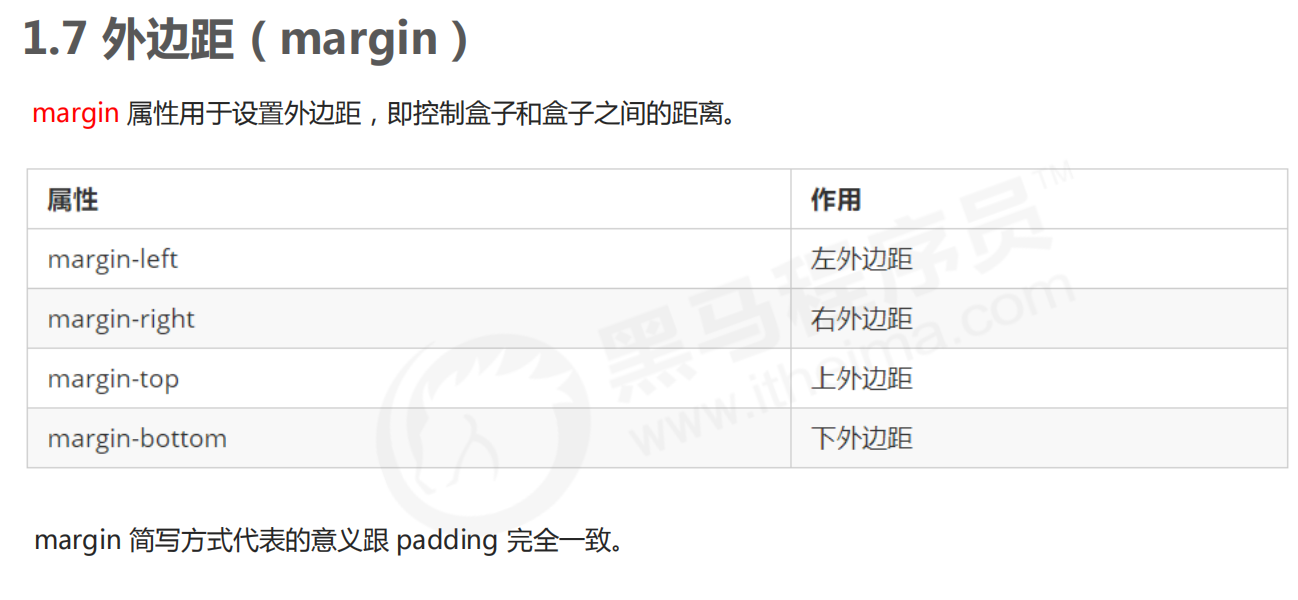 1.7 外边距（margin）
margin 属性用于设置外边距，即控制盒子和盒子之间的距离。
属性 作用
margin-left 左外边距
margin-right 右外边距
margin-top 上外边距
margin-bottom 下外边距
margin 简写方式代表的意义跟 padding 完全一致。
黑马程序员™
www.itheima.com